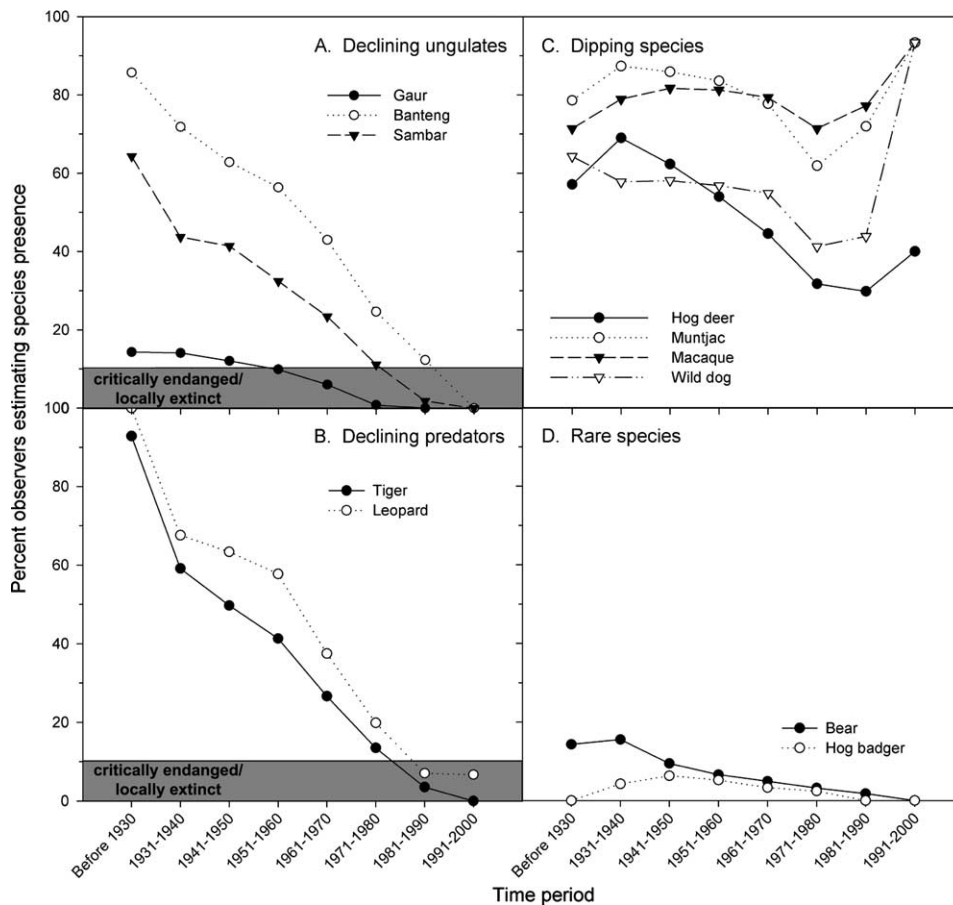 Percent observers estimating species presence
100
80
60
40
20
100
80
60
40
20
0
A. Declining ungulates
Gaur
Banteng
Sambar
critically endanged/
locally extinct
B. Declining predators
Tiger
Leopard
critically endanged/
locally extinct
C. Dipping species
Hog deer
Muntjac
Macaque
Wild dog
D. Rare species
Bear
Hog badger
Before 1930
1931-1940
1941-1950
1951-1960
1961-1970
1971-1980
1981-1990
1991-2000
Before 1930
1931-1940
1941-1950
1951-1960
1961-1970
1971-1980
1981-1990
1991-2000
Time period